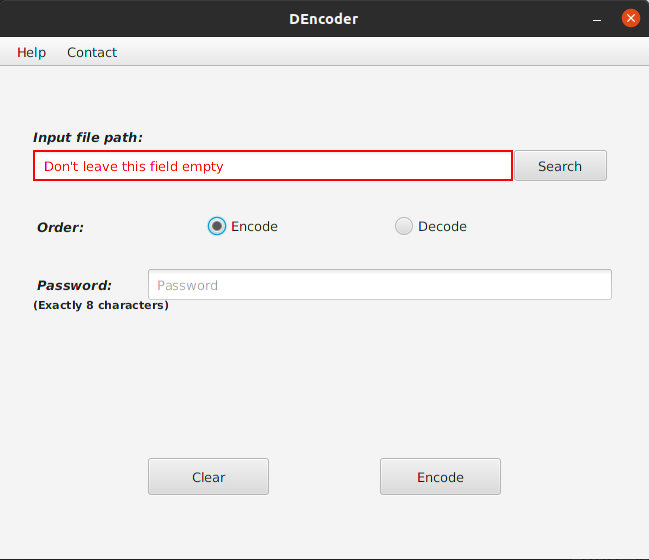 DEncoder
Help Contact
Input file path:
Don't leave this field empty Search
Order: Encode Decode
Password: Password
(Exactly 8 characters)
Clear Encode